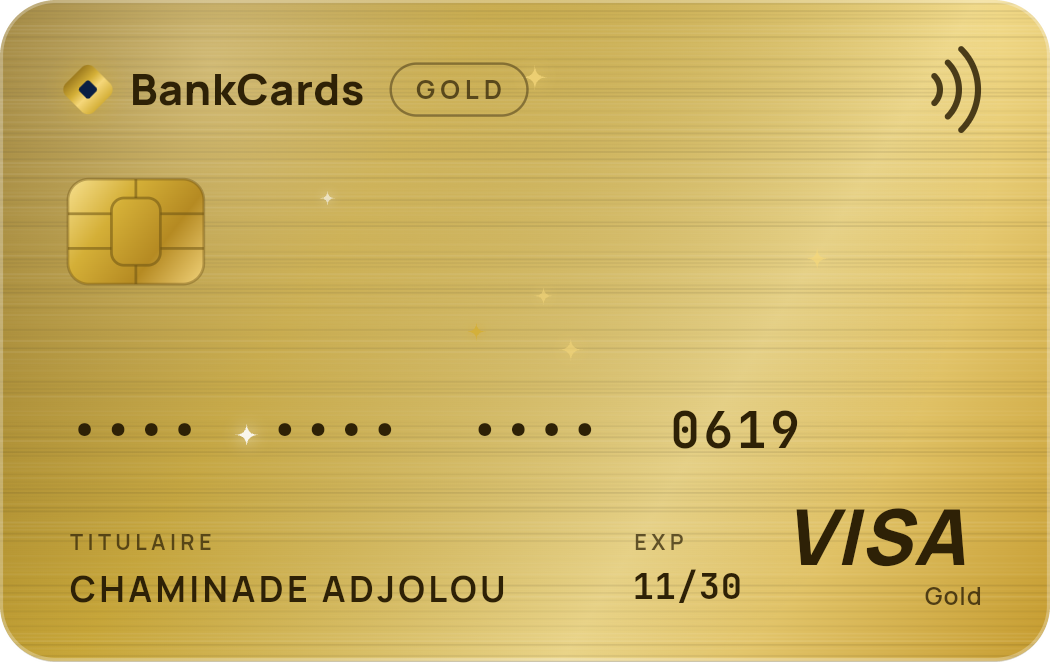 BankCards GOLD
•••• •••• •••• 0619
TITULAIRE EXP
CHAMINADE ADJOLOU 11/30
VISA
Gold